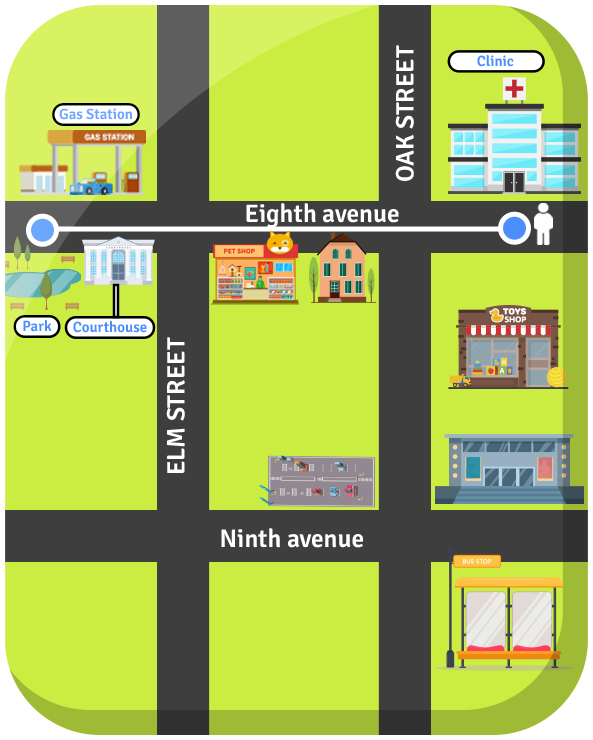 OAK STREET
Clinic
Gas Station
GAS STATION
Eighth avenue
PET SHOP
Park
Courthouse
TOYS
SHOP
ELM STREET
Ninth avenue
BUS STOP